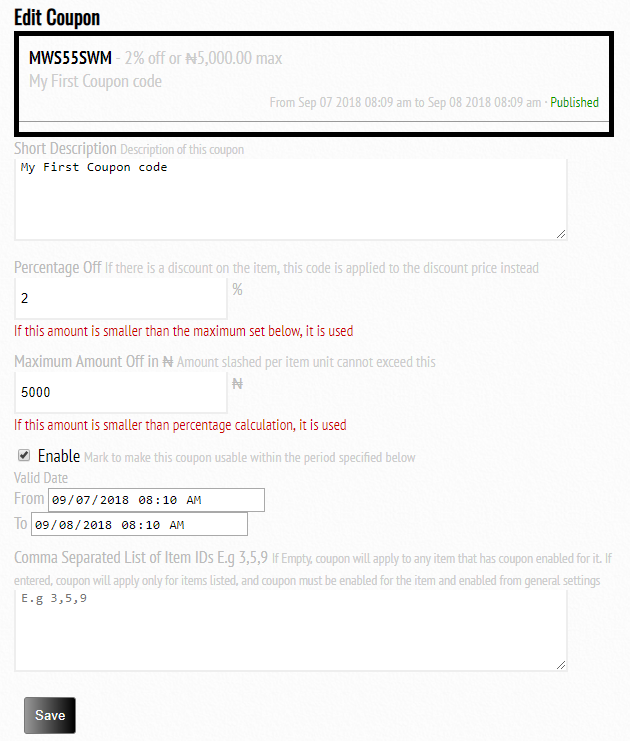 Edit Coupon
MWS55SWM - 2% off or ₦5,000.00 max
My First Coupon code
From Sep 07 2018 08:09 am to Sep 08 2018 08:09 am · Published
Short Description Description of this coupon
My First Coupon code
Percentage Off If there is a discount on the item, this code is applied to the discount price instead
2 %
If this amount is smaller than the maximum set below, it is used
Maximum Amount Off in ₦ Amount slashed per item unit cannot exceed this
5000 ₦
If this amount is smaller than percentage calculation, it is used
Enable Mark to make this coupon usable within the period specified below
Valid Date
From 09/07/2018 08:10 AM
To 09/08/2018 08:10 AM
Comma Separated List of Item IDs E.g 3,5,9 If Empty, coupon will apply to any item that has coupon enabled for it. If
entered, coupon will apply only for items listed, and coupon must be enabled for the item and enabled from general settings
E.g 3,5,9
Save